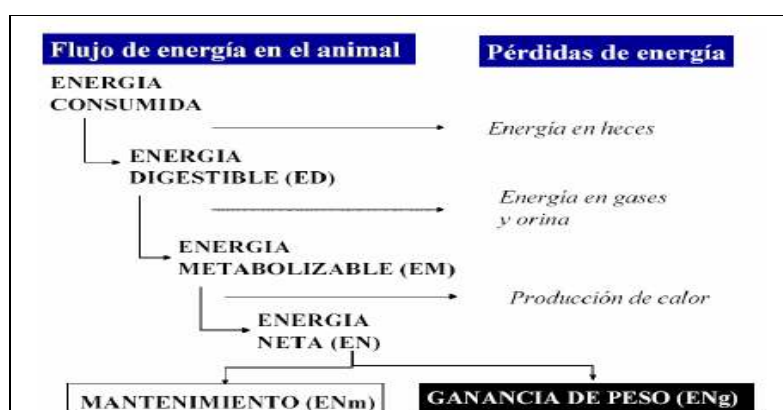 Flujo de energía en el animal
Pérdidas de energía
ENERGIA
CONSUMIDA
Energía en heces
ENERGIA
DIGESTIBLE (ED)
Energía en gases
y orina
ENERGIA
METABOLIZABLE (EM)
Producción de calor
ENERGIA
NETA (EN)
MANTENIMIENTO (ENm)
GANANCIA DE PESO (ENg)